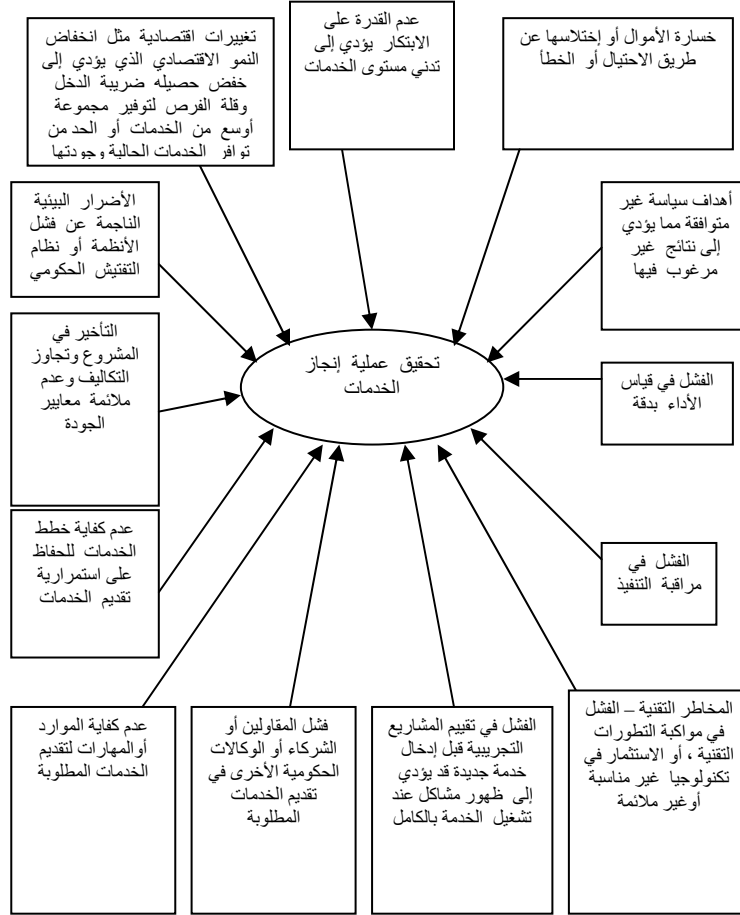 خسارة الأموال أو إختلاسها عن
طريق الاحتيال أو الخطأ
عدم القدرة على
الابتكار يؤدي إلى
تدني مستوى الخدمات
تغييرات اقتصادية مثل انخفاض
النمو الاقتصادي الذي يؤدي إلى
خفض حصيله ضريبة الدخل
وقلة الفرص لتوفير مجموعة
أوسع من الخدمات أو الحد من
توافر الخدمات الحالية وجودتها
أهداف سياسة غير
متوافقة مما يؤدي
إلى نتائج غير
مرغوب فيها
الأضرار البيئية
الناجمة عن فشل
الأنظمة أو نظام
التفتيش الحكومي
تحقيق عملية إنجاز
الخدمات
الفشل في قياس
الأداء بدقة
التأخير في
المشروع وتجاوز
التكاليف وعدم
ملائمة معايير
الجودة
الفشل في
مراقبة التنفيذ
عدم كفاية خطط
الخدمات للحفاظ
على استمرارية
تقديم الخدمات
المخاطر التقنية – الفشل
في مواكبة التطورات
التقنية ، أو الاستثمار في
تكنولوجيا غير مناسبة
أوغير ملائمة
الفشل في تقييم المشاريع
التجريبية قبل إدخال
خدمة جديدة قد يؤدي
إلى ظهور مشاكل عند
تشغيل الخدمة بالكامل
فشل المقاولين أو
الشركاء أو الوكالات
الحكومية الأخرى في
تقديم الخدمات
المطلوبة
عدم كفاية الموارد
أوالمهارات لتقديم
الخدمات المطلوبة